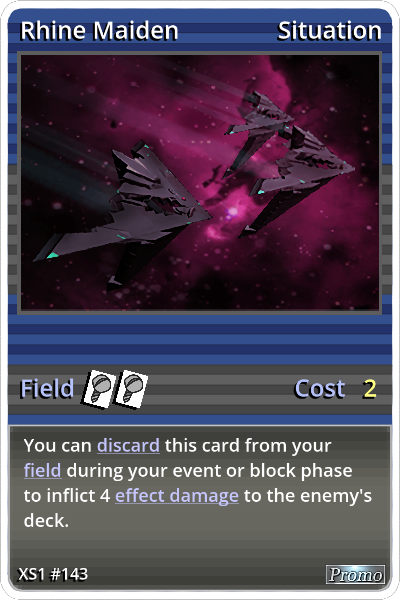 Rhine Maiden Situation
Field Cost 2
You can discard this card from your
field during your event or block phase
to inflict 4 effect damage to the enemy's
deck.
XS1 #143 Promo